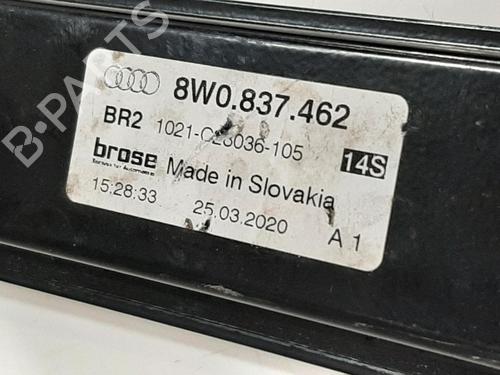 8W0.837.462
BR2 1021-C28036-105
14S
brose Made in Slovakia
15:28:33 25.03.2020 A 1
B-PARTS